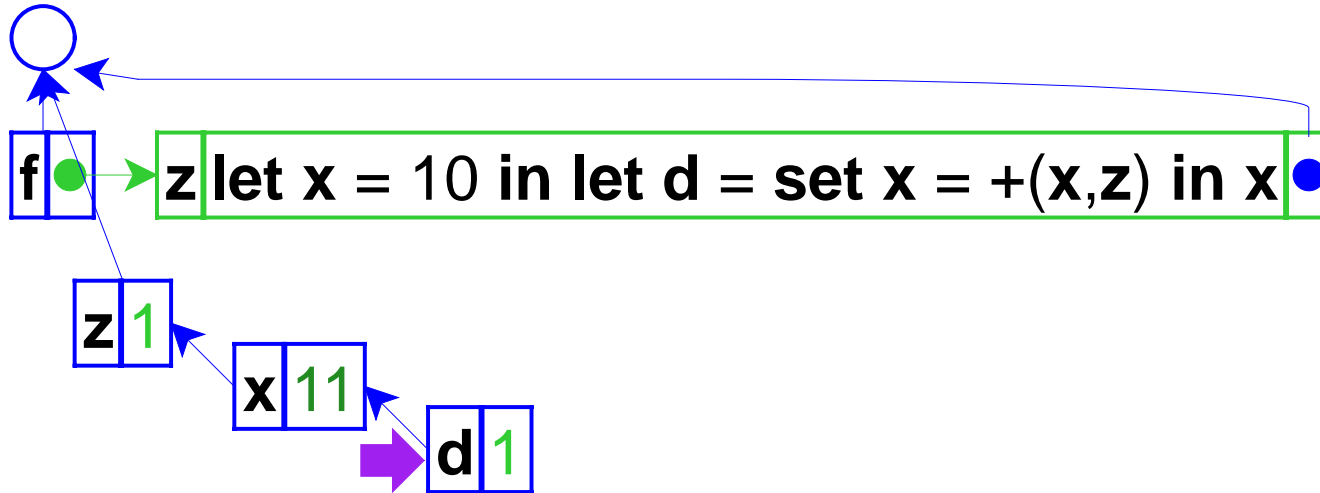 f z let x = 10 in let d = set x = +(x,z) in x
z 1
x 11
d 1